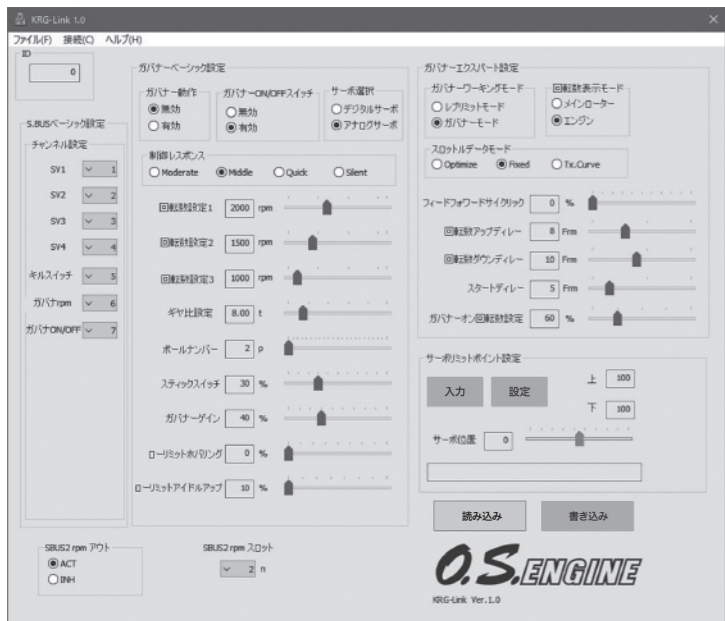 KRG-Link 1.0
ファイル(F) 接続(C) ヘルプ(H)
ID
0
S.BUSベーシック設定
チャンネル設定
SV1 1
SV2 2
SV3 3
SV4 4
キルスイッチ 5
ガバナrpm 6
ガバナON/OFF 7
ガバナーベーシック設定
ガバナー動作
無効
有効
ガバナーON/OFFスイッチ
無効
有効
サーボ選択
デジタルサーボ
アナログサーボ
制御レスポンス
Moderate Middle Quick Silent
回転数設定1 2000 rpm
回転数設定2 1500 rpm
回転数設定3 1000 rpm
ギヤ比設定 8.00 t
ポールナンバー 2 p
スティックスイッチ 30 %
ガバナーゲイン 40 %
ローリミットホバリング 0 %
ローリミットアイドルアップ 10 %
ガバナーエクスパート設定
ガバナーワーキングモード
レブリミットモード
ガバナーモード
回転数表示モード
メインローター
エンジン
スロットルデータモード
Optimize Fixed Tx.Curve
フィードフォワードサイクリック 0 %
回転数アップディレー 8 Frm
回転数ダウンディレー 10 Frm
スタートディレー 5 Frm
ガバナーオン回転数設定 60 %
サーボリミットポイント設定
入力 設定
上 100
下 100
サーボ位置 0
読み込み 書き込み
SBUS2 rpm アウト
ACT
INH
SBUS2 rpm スロット
2 n
O.S.ENGINE
KRG-Link Ver.1.0